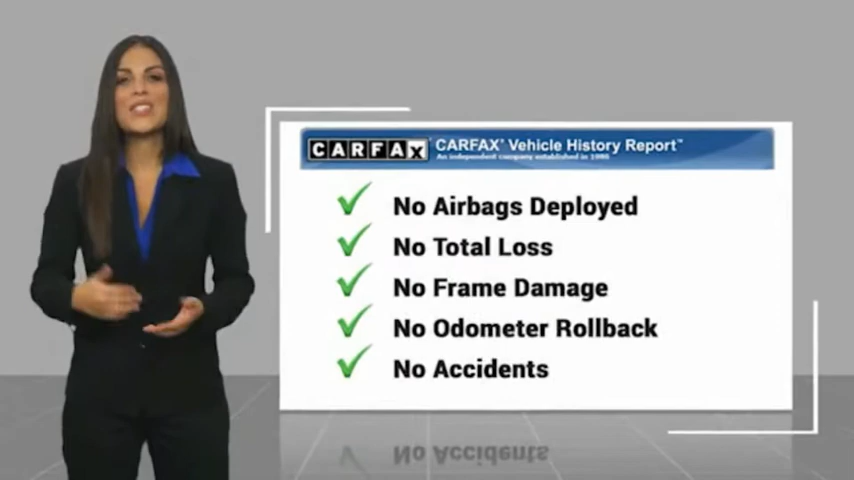 CARFAX CARFAX® Vehicle History Report™
An independent company established in 1986
No Airbags Deployed
No Total Loss
No Frame Damage
No Odometer Rollback
No Accidents
No Accidents